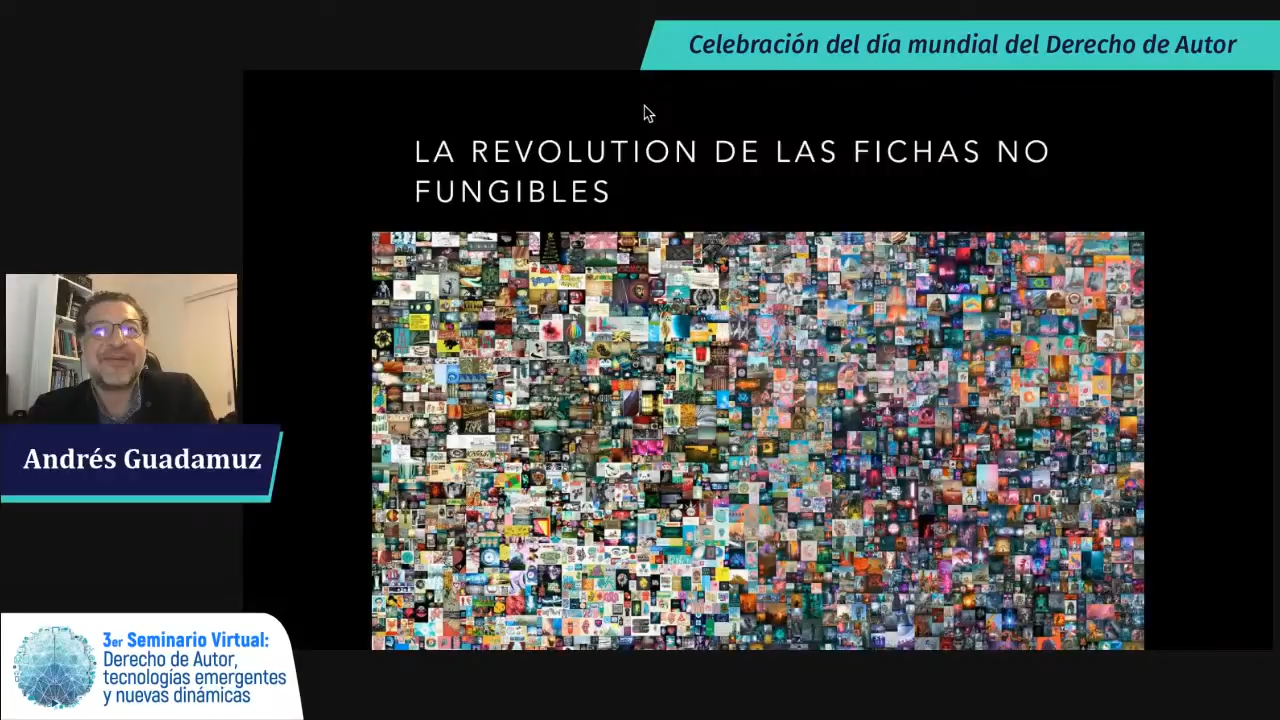 Celebración del día mundial del Derecho de Autor
LA REVOLUTION DE LAS FICHAS NO
FUNGIBLES
Andrés Guadamuz
3er Seminario Virtual:
Derecho de Autor,
tecnologías emergentes
y nuevas dinámicas